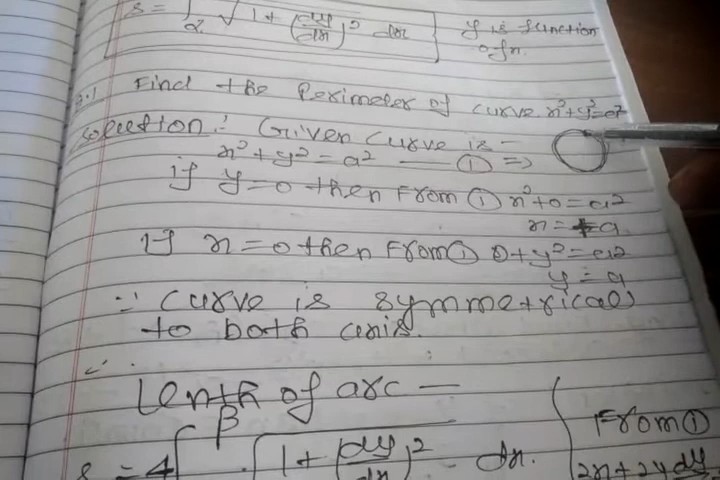 s = ∫α √1+(dy/dx)² dx } y is function of x.
Q.1 Find the Perimeter of curve x²+y²=a²
Solution: Given curve is –
x²+y²=a² — ① ⇒
if y=0 then From ① x²+0=a²
x=±a
If x=0 then From ① 0+y²=a²
y=a
∵ curve is symmetrical
to both axis.
∴
Lenth of arc —
s = 4∫β √1+(dy/dx)² dx. ( From ①
2x+2y dy